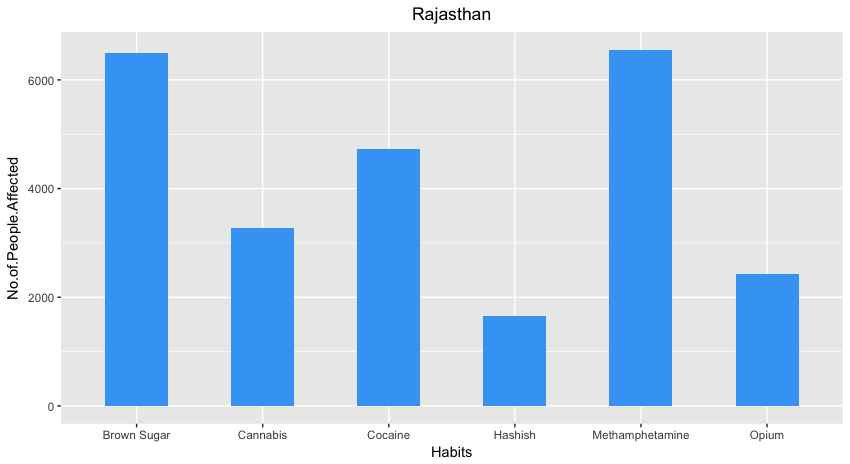 Rajasthan
No.of.People.Affected
6000
4000
2000
0
Brown Sugar Cannabis Cocaine Hashish Methamphetamine Opium
Habits